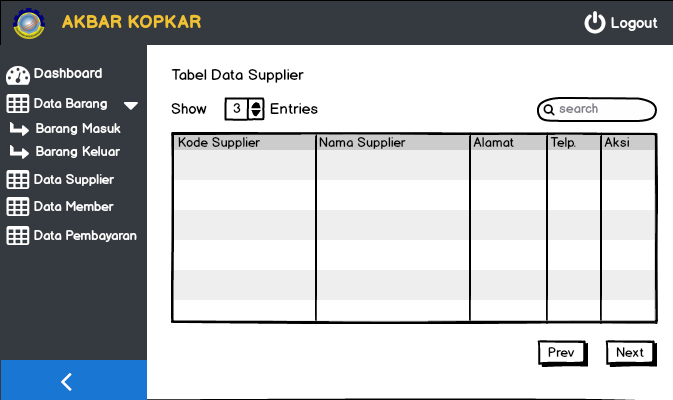 AKBAR KOPKAR
Logout
Dashboard
Data Barang
Barang Masuk
Barang Keluar
Data Supplier
Data Member
Data Pembayaran
Tabel Data Supplier
Show 3 Entries
search
Kode Supplier Nama Supplier Alamat Telp. Aksi
Prev Next